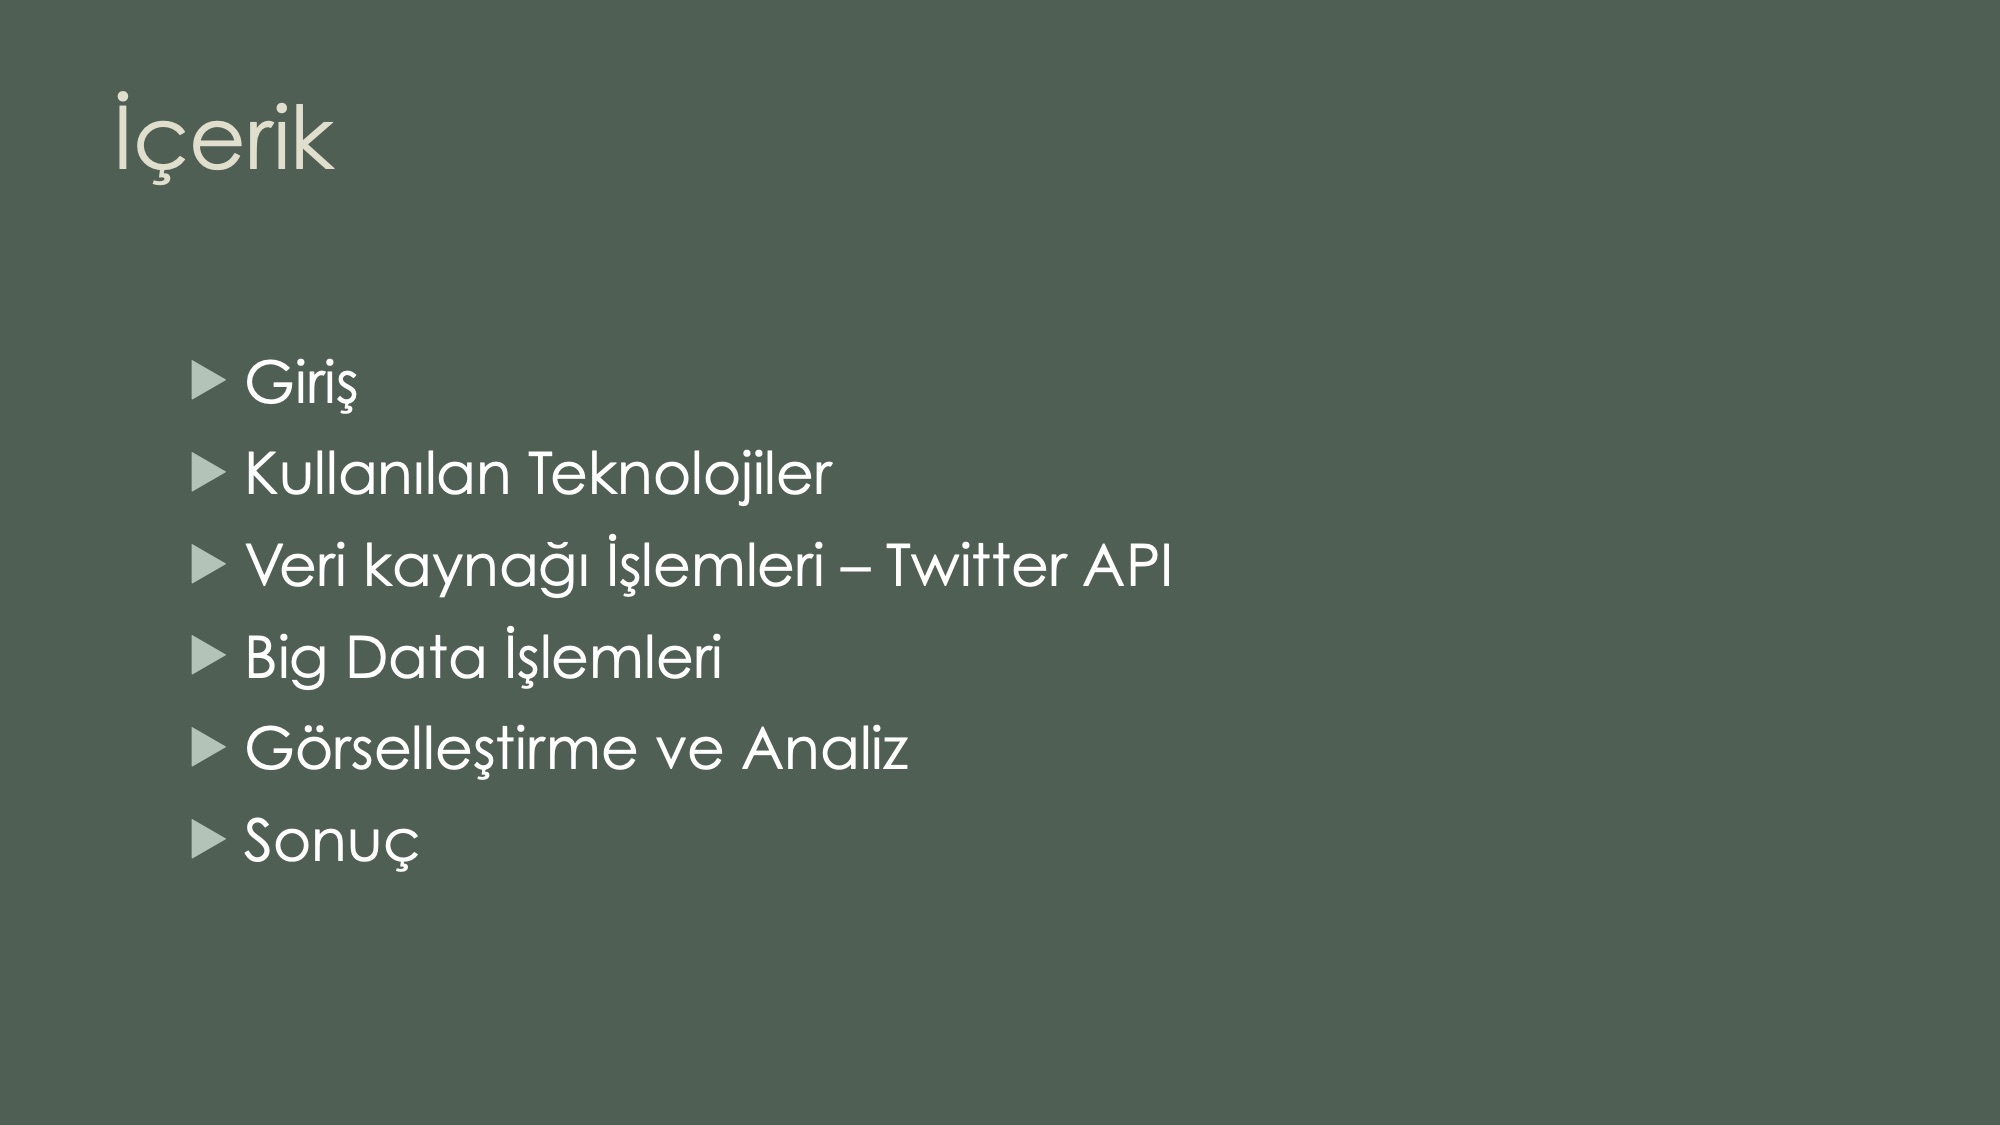 İçerik
Giriş
Kullanılan Teknolojiler
Veri kaynağı İşlemleri – Twitter API
Big Data İşlemleri
Görselleştirme ve Analiz
Sonuç